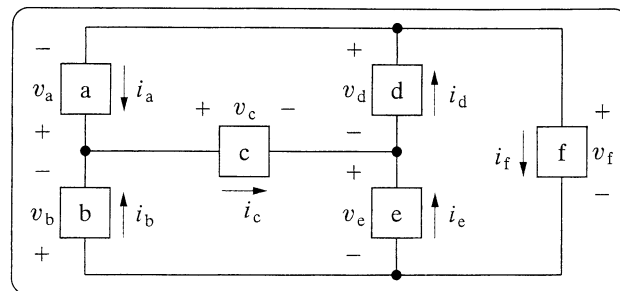 − + +
v_a a i_a v_d d i_d
+ v_c − − +
+ c − i_f f v_f
− i_c + −
v_b b i_b v_e e i_e
+ −